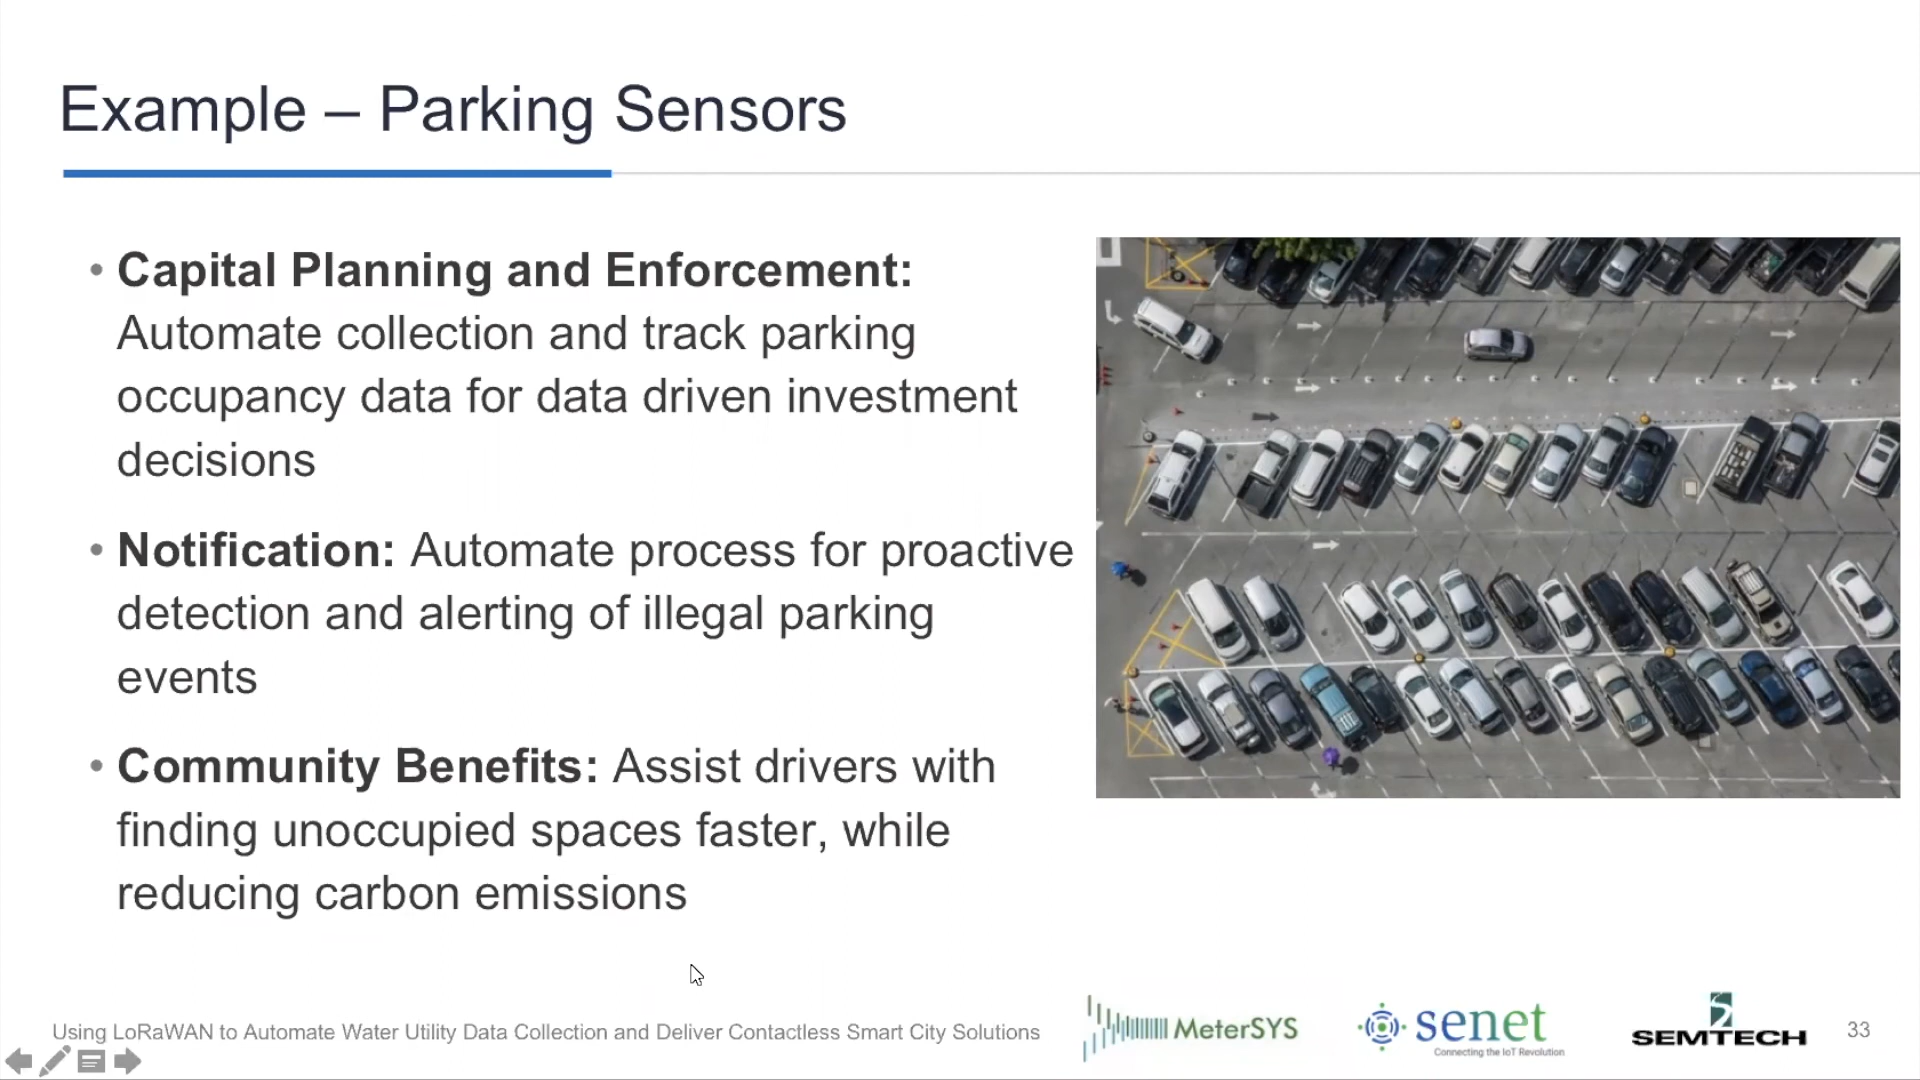 Example – Parking Sensors
• Capital Planning and Enforcement:
Automate collection and track parking
occupancy data for data driven investment
decisions
• Notification: Automate process for proactive
detection and alerting of illegal parking
events
• Community Benefits: Assist drivers with
finding unoccupied spaces faster, while
reducing carbon emissions
Using LoRaWAN to Automate Water Utility Data Collection and Deliver Contactless Smart City Solutions
MeterSYS
senet
Connecting the IoT Revolution
SEMTECH
33